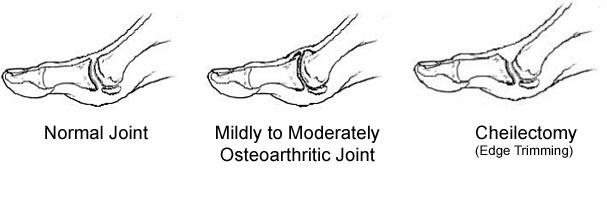 Normal Joint
Mildly to Moderately
Osteoarthritic Joint
Cheilectomy
(Edge Trimming)